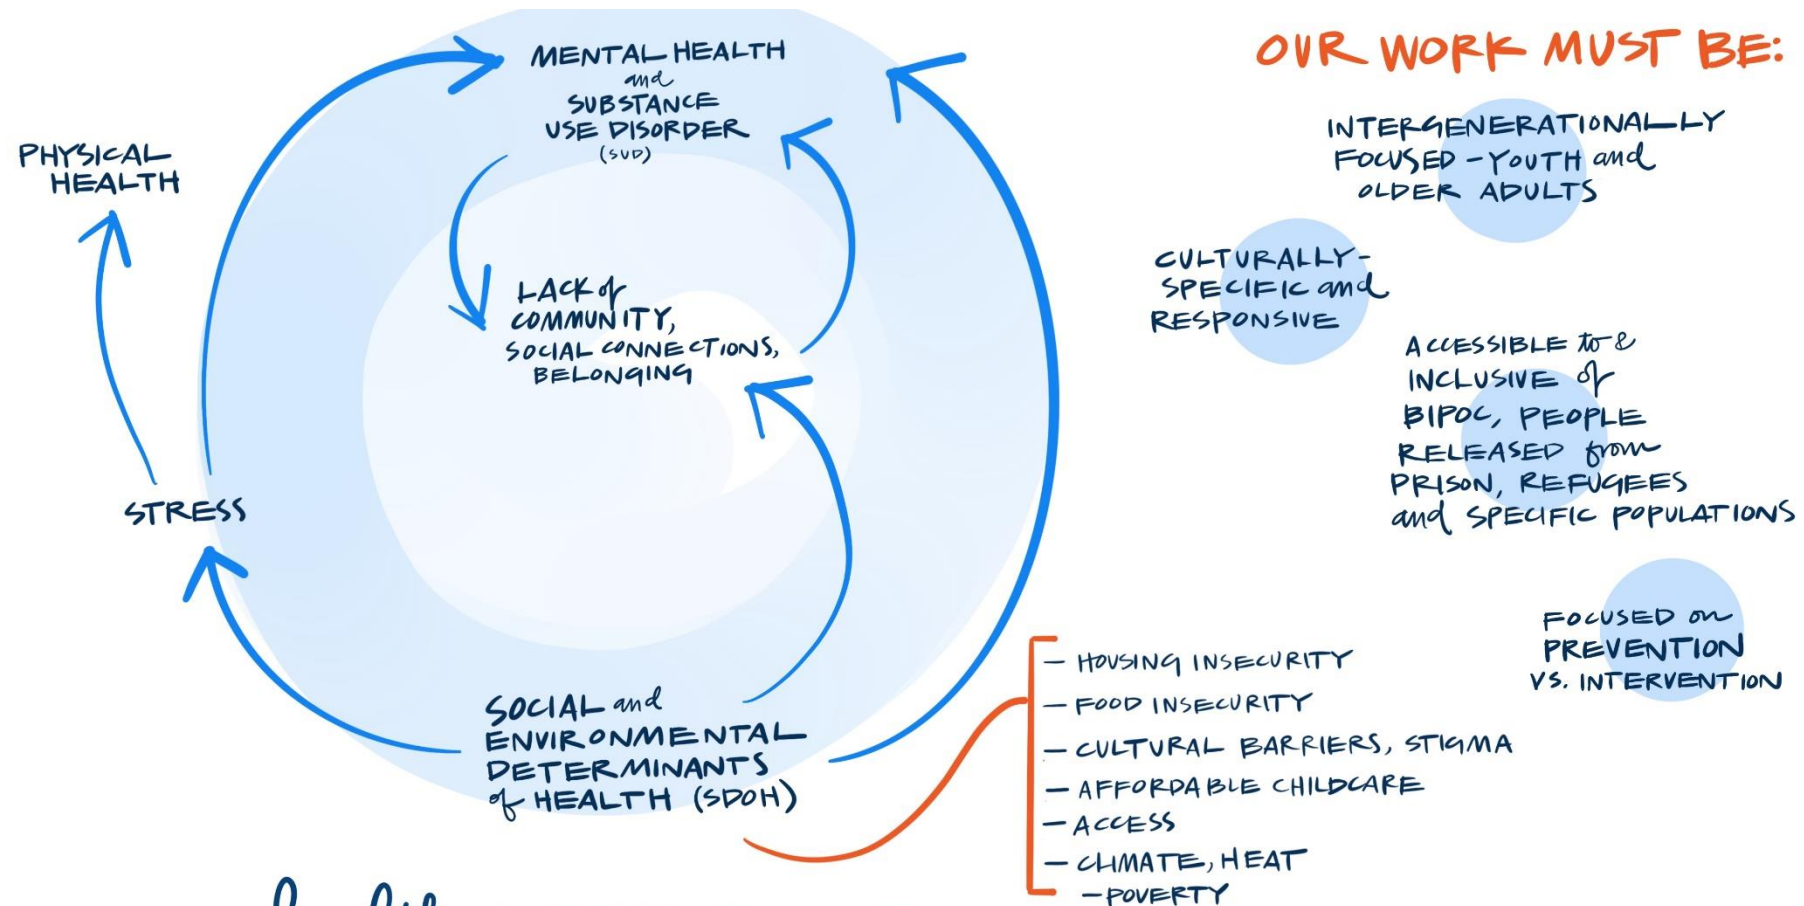 MENTAL HEALTH
and
SUBSTANCE
USE DISORDER
(SUD)
PHYSICAL
HEALTH
LACK of
COMMUNITY,
SOCIAL CONNECTIONS,
BELONGING
STRESS
SOCIAL and
ENVIRONMENTAL
DETERMINANTS
of HEALTH (SDOH)
– HOUSING INSECURITY
– FOOD INSECURITY
– CULTURAL BARRIERS, STIGMA
– AFFORDABLE CHILDCARE
– ACCESS
– CLIMATE, HEAT
– POVERTY
OUR WORK MUST BE:
INTERGENERATIONALLY
FOCUSED – YOUTH and
OLDER ADULTS
CULTURALLY-
SPECIFIC and
RESPONSIVE
ACCESSIBLE to &
INCLUSIVE of
BIPOC, PEOPLE
RELEASED from
PRISON, REFUGEES
and SPECIFIC POPULATIONS
FOCUSED on
PREVENTION
VS. INTERVENTION